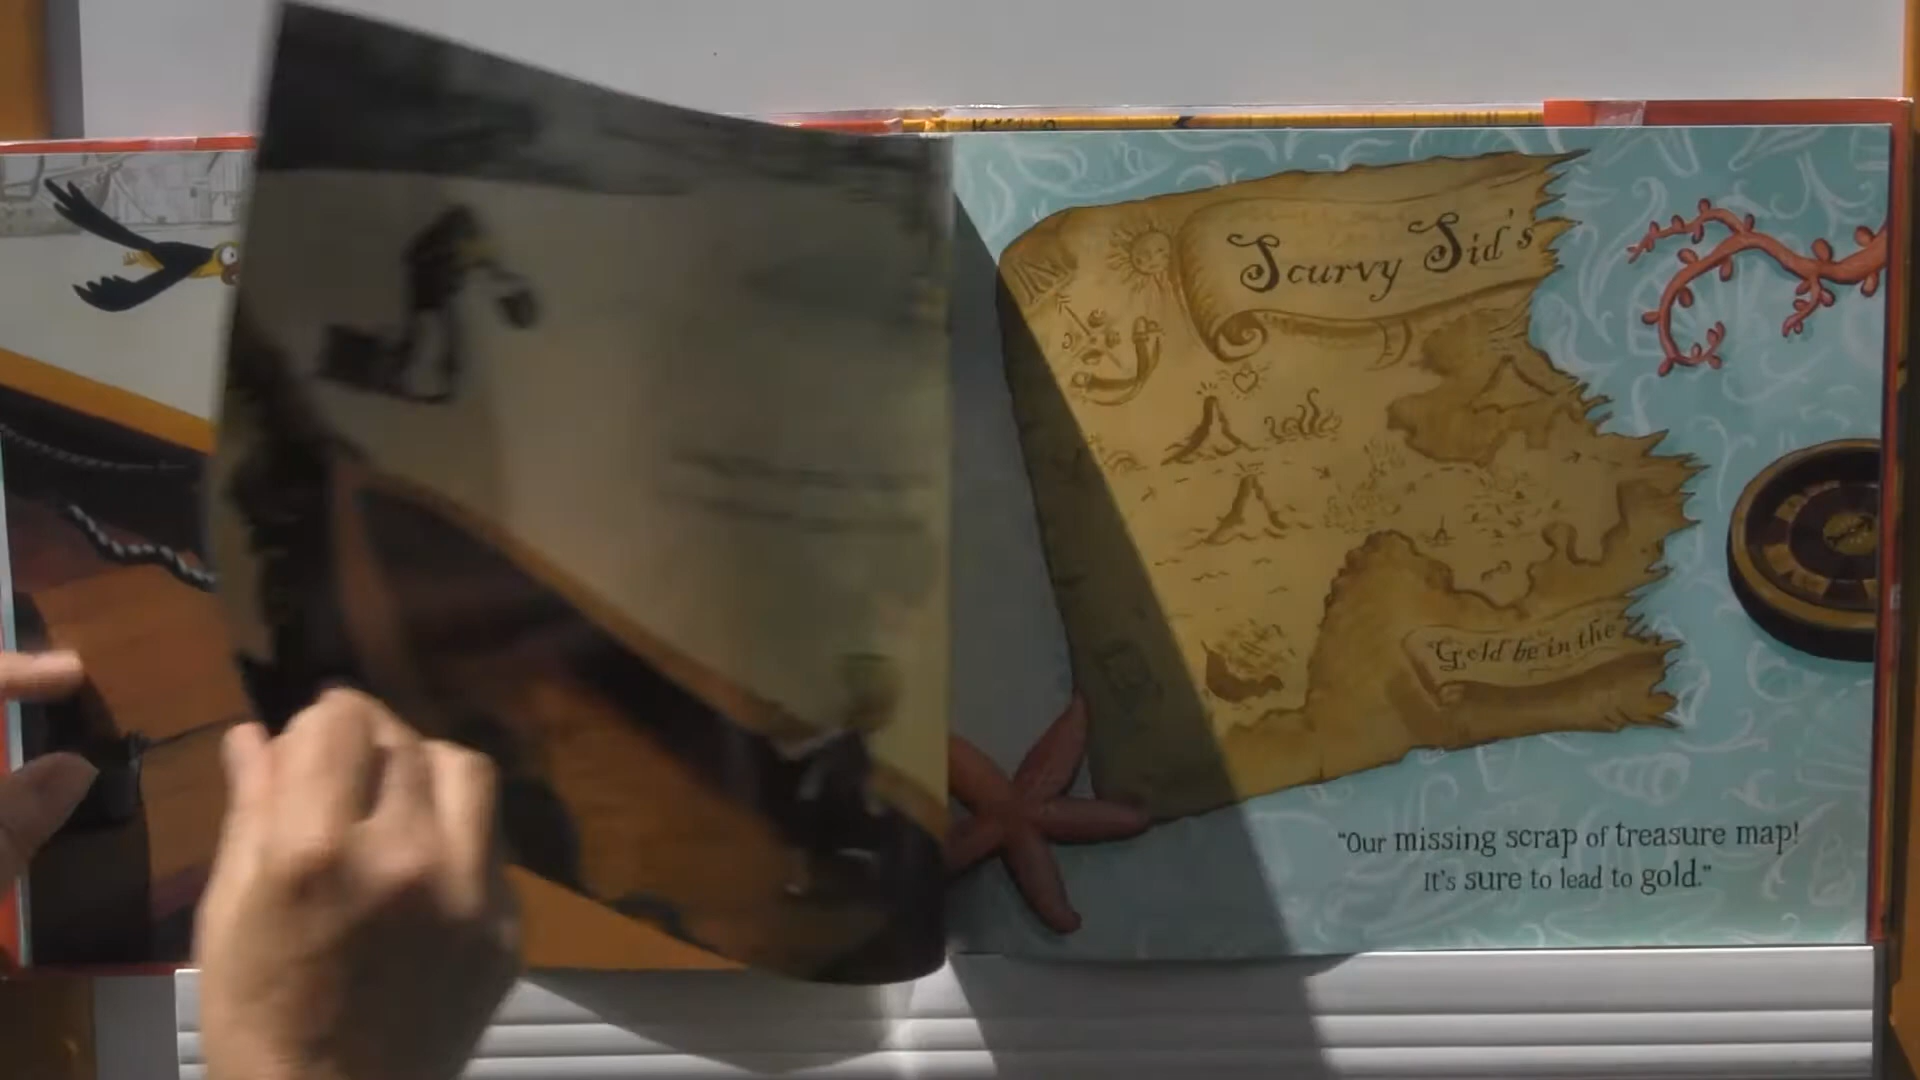 Scurvy Sid's
"Gold be in the
"Our missing scrap of treasure map!
It's sure to lead to gold."